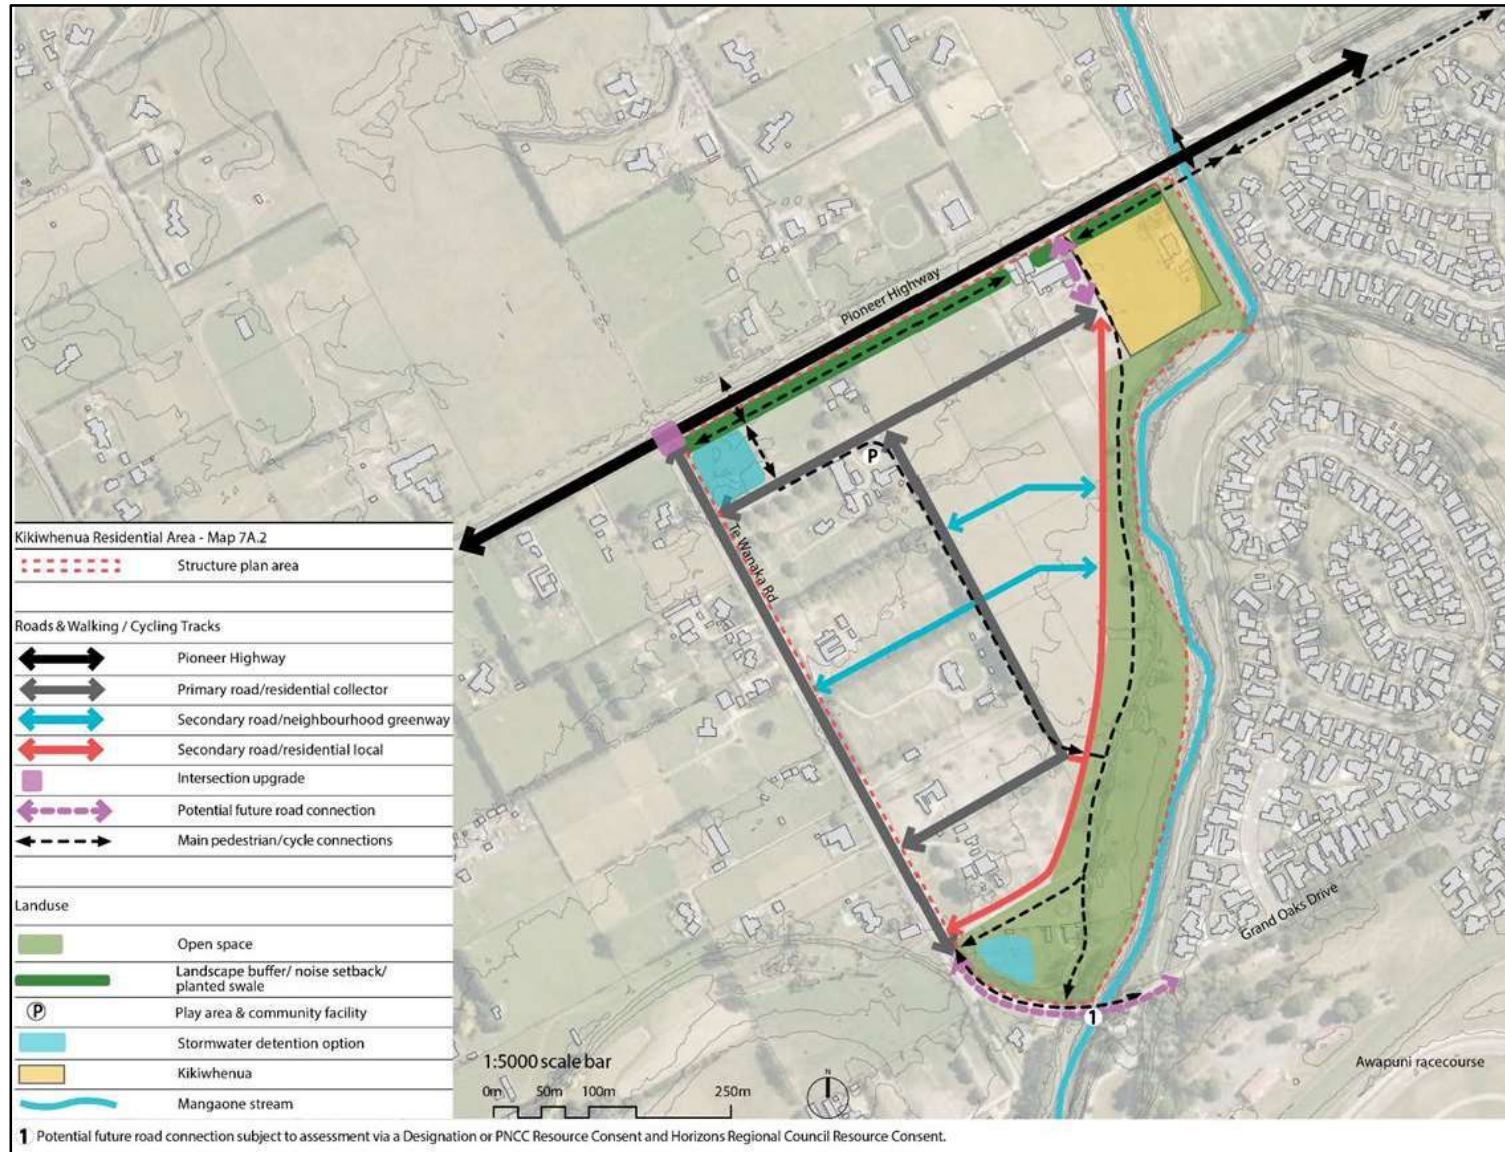 Pioneer Highway
P
Te Wanaka Rd
Kikiwhenua Residential Area - Map 7A.2
Structure plan area
Roads & Walking / Cycling Tracks
Pioneer Highway
Primary road/residential collector
Secondary road/neighbourhood greenway
Secondary road/residential local
Intersection upgrade
Potential future road connection
Main pedestrian/cycle connections
Landuse
Open space
Landscape buffer/ noise setback/
planted swale
P Play area & community facility
Stormwater detention option
Kikiwhenua
Mangaone stream
Grand Oaks Drive
1
1:5000 scale bar
0m 50m 100m 250m
N
Awapuni racecourse
1 Potential future road connection subject to assessment via a Designation or PNCC Resource Consent and Horizons Regional Council Resource Consent.